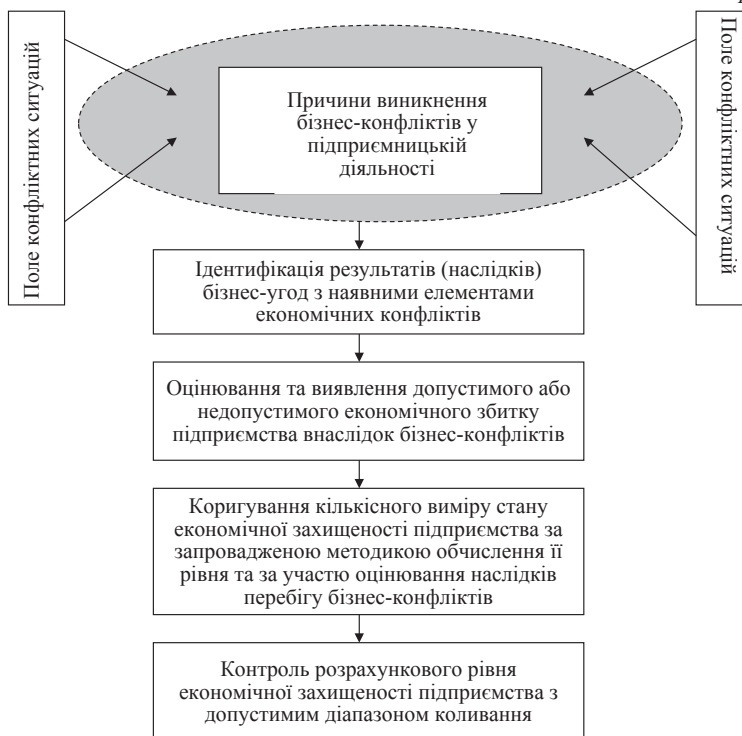 Поле конфліктних ситуацій
Причини виникнення
бізнес-конфліктів у
підприємницькій
діяльності
Поле конфліктних ситуацій
Ідентифікація результатів (наслідків)
бізнес-угод з наявними елементами
економічних конфліктів
Оцінювання та виявлення допустимого або
недопустимого економічного збитку
підприємства внаслідок бізнес-конфліктів
Коригування кількісного виміру стану
економічної захищеності підприємства за
запровадженою методикою обчислення її
рівня та за участю оцінювання наслідків
перебігу бізнес-конфліктів
Контроль розрахункового рівня
економічної захищеності підприємства з
допустимим діапазоном коливання